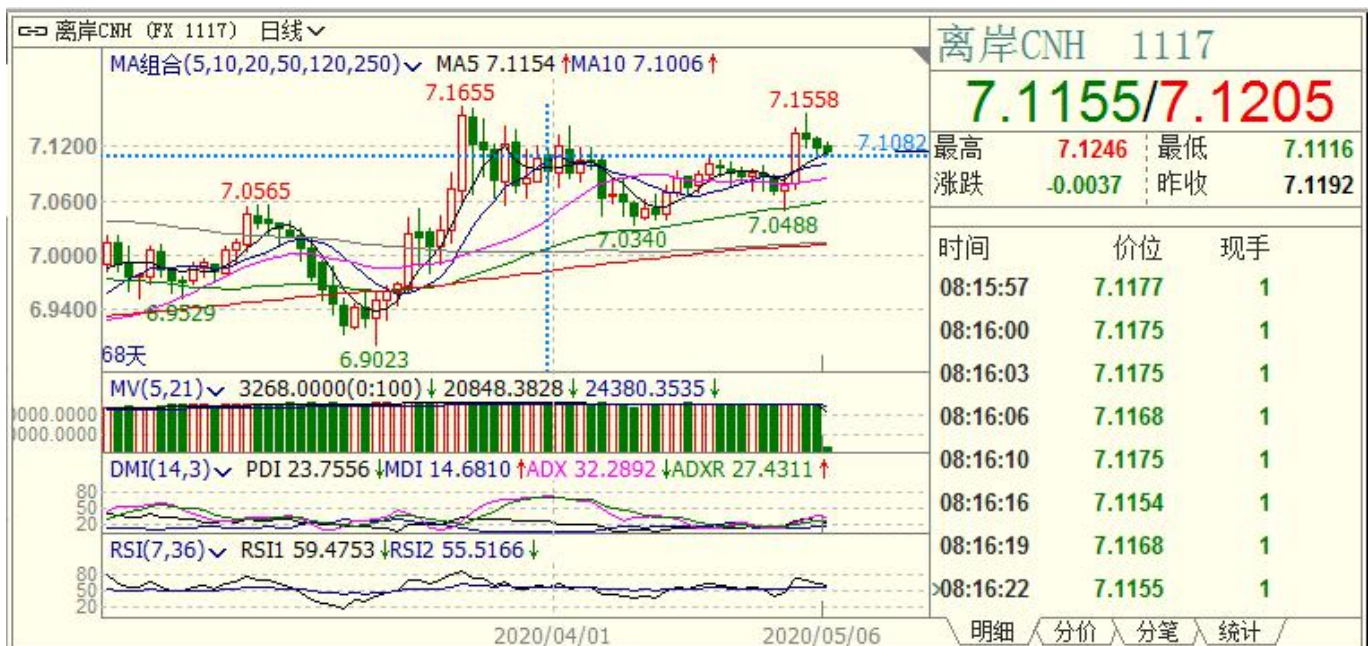 离岸CNH (FX 1117) 日线
MA组合(5,10,20,50,120,250) MA5 7.1154 ↑MA10 7.1006↑
7.1655
7.1558
7.1200
7.1082
7.0565
7.0600
7.0488
7.0340
7.0000
6.9529
6.9400
6.9023
68天
MV(5,21) 3268.0000(0:100)↓ 20848.3828↓ 24380.3535↓
0000.0000
0000.0000
DMI(14,3) PDI 23.7556 ↓MDI 14.6810 ↑ADX 32.2892 ↓ADXR 27.4311 ↑
80
50
20
RSI(7,36) RSI1 59.4753 ↓RSI2 55.5166↓
80
50
20
2020/04/01 2020/05/06
离岸CNH 1117
7.1155/7.1205
最高 7.1246 最低 7.1116
涨跌 -0.0037 昨收 7.1192
时间 价位 现手
08:15:57 7.1177 1
08:16:00 7.1175 1
08:16:03 7.1175 1
08:16:06 7.1168 1
08:16:10 7.1175 1
08:16:16 7.1154 1
08:16:19 7.1168 1
08:16:22 7.1155 1
明细 分价 分笔 统计